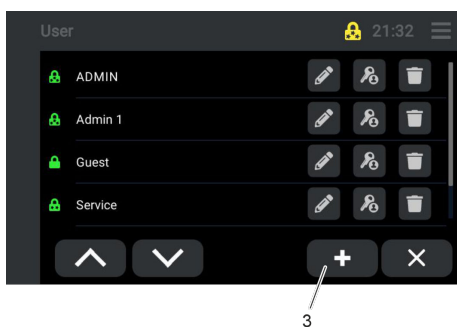 User 21:32
ADMIN
Admin 1
Guest
Service
3